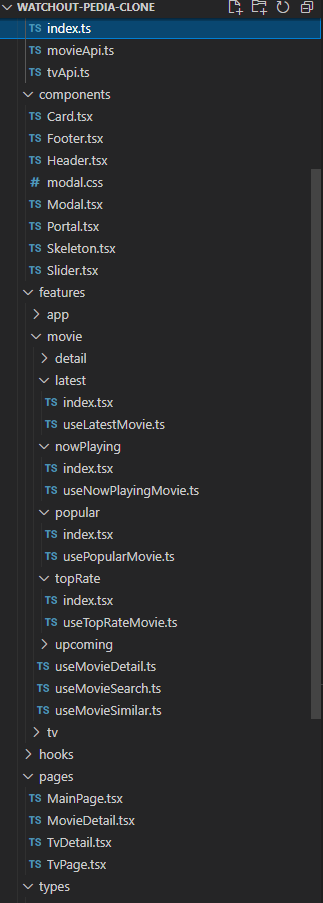 WATCHOUT-PEDIA-CLONE
TS index.ts
TS movieApi.ts
TS tvApi.ts
components
TS Card.tsx
TS Footer.tsx
TS Header.tsx
# modal.css
TS Modal.tsx
TS Portal.tsx
TS Skeleton.tsx
TS Slider.tsx
features
app
movie
detail
latest
TS index.tsx
TS useLatestMovie.ts
nowPlaying
TS index.tsx
TS useNowPlayingMovie.ts
popular
TS index.tsx
TS usePopularMovie.ts
topRate
TS index.tsx
TS useTopRateMovie.ts
upcoming
TS useMovieDetail.ts
TS useMovieSearch.ts
TS useMovieSimilar.ts
tv
hooks
pages
TS MainPage.tsx
TS MovieDetail.tsx
TS TvDetail.tsx
TS TvPage.tsx
types